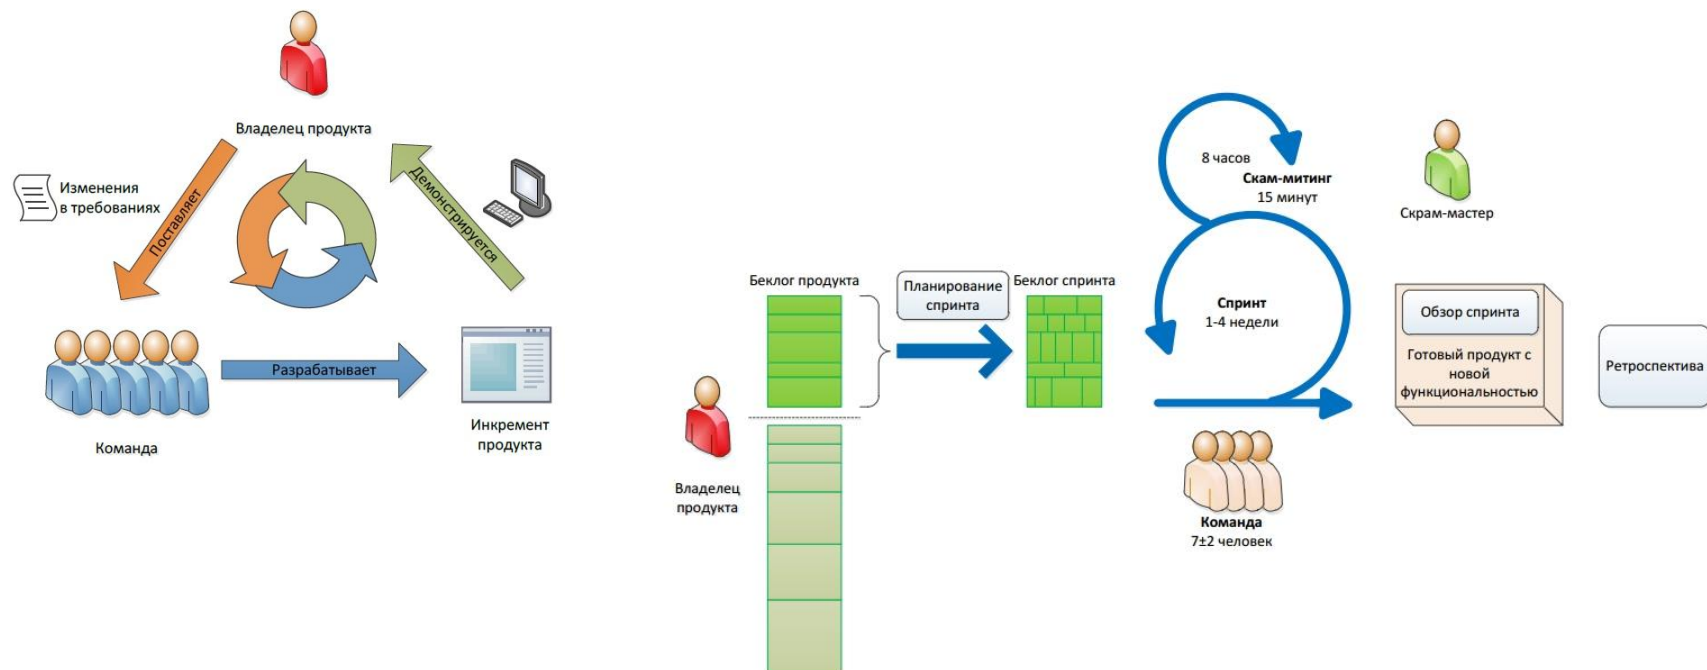 Владелец продукта
Изменения
в требованиях
Поставляет
Демонстрируется
Разрабатывает
Команда
Инкремент
продукта
8 часов
Скам-митинг
15 минут
Скрам-мастер
Беклог продукта
Планирование
спринта
Беклог спринта
Спринт
1-4 недели
Обзор спринта
Готовый продукт с
новой
функциональностью
Ретроспектива
Владелец
продукта
Команда
7±2 человек